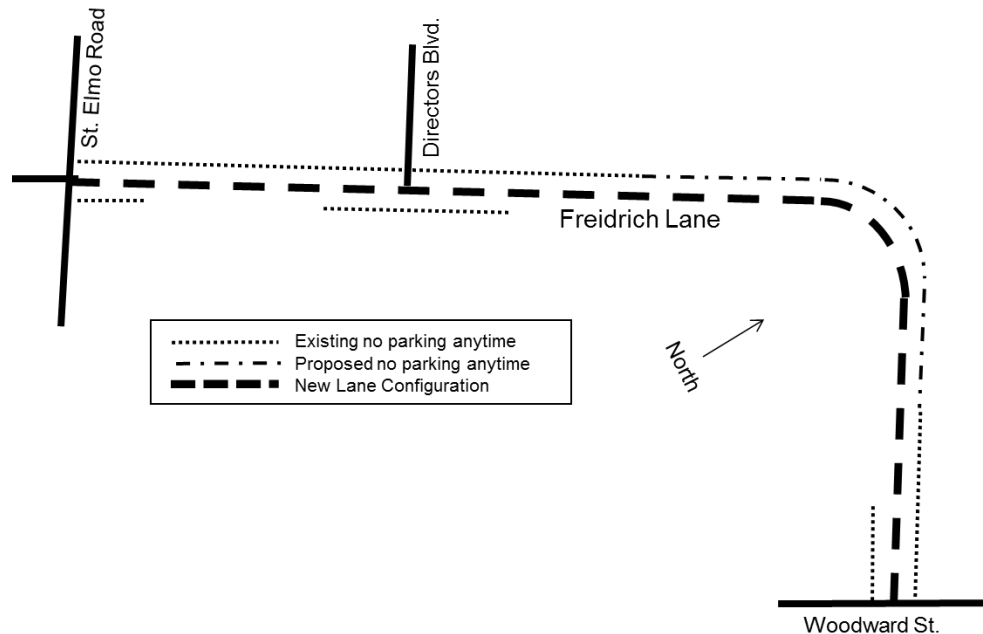 St. Elmo Road
Directors Blvd.
Freidrich Lane
Existing no parking anytime
Proposed no parking anytime
New Lane Configuration
North
Woodward St.